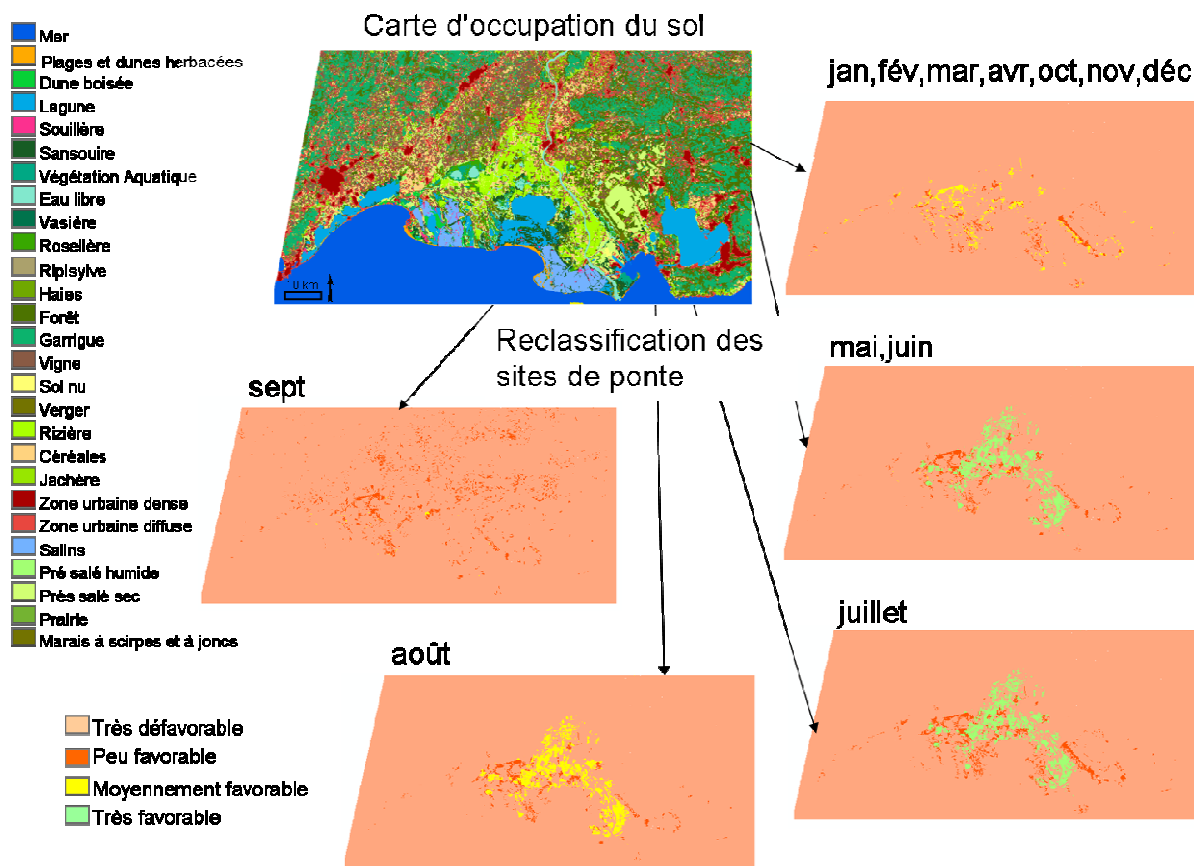 Carte d'occupation du sol
Mer
Plages et dunes herbacées
Dune boisée
Lagune
Souillère
Sansouire
Végétation Aquatique
Eau libre
Vasière
Roselière
Ripisylve
Haies
Forêt
Garrigue
Vigne
Sol nu
Verger
Rizière
Céréales
Jachère
Zone urbaine dense
Zone urbaine diffuse
Salins
Pré salé humide
Près salé sec
Prairie
Marais à scirpes et à joncs
jan,fév,mar,avr,oct,nov,déc
Reclassification des
sites de ponte
mai,juin
sept
juillet
août
Très défavorable
Peu favorable
Moyennement favorable
Très favorable